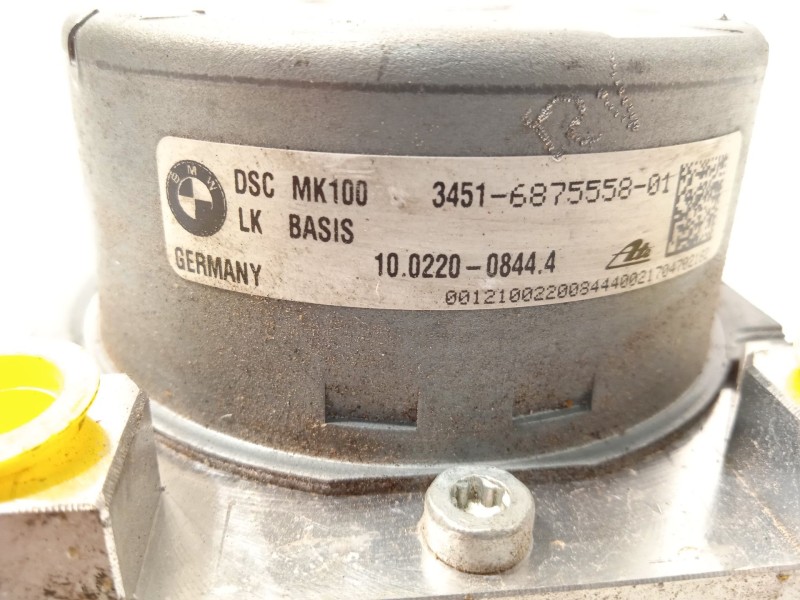 BMW
DSC MK100 3451-6875558-01
LK BASIS
GERMANY 10.0220-0844.4 Ate